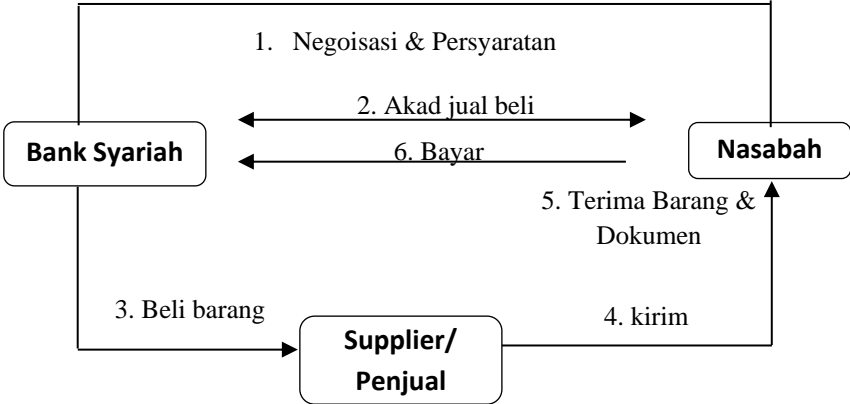 1. Negoisasi & Persyaratan
2. Akad jual beli
Bank Syariah
6. Bayar
Nasabah
5. Terima Barang &
Dokumen
3. Beli barang
Supplier/
Penjual
4. kirim